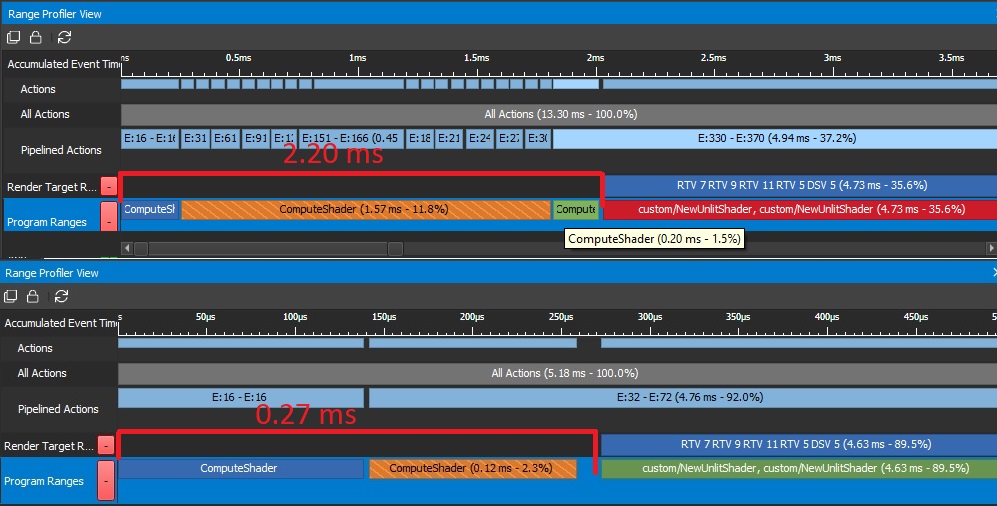 Range Profiler View
Accumulated Event Time
0.5ms 1ms 1.5ms 2ms 2.5ms 3ms 3.5ms
Actions
All Actions All Actions (13.30 ms - 100.0%)
Pipelined Actions E:16 - E:16 E:31 E:61 E:91 E:151 - E:166 (0.45 E:18 E:21 E:24 E:27 E:30 E:330 - E:370 (4.94 ms - 37.2%)
2.20 ms
Render Target R... - RTV 7 RTV 9 RTV 11 RTV 5 DSV 5 (4.73 ms - 35.6%)
Program Ranges - ComputeSh ComputeShader (1.57 ms - 11.8%) Compute custom/NewUnlitShader, custom/NewUnlitShader (4.73 ms - 35.6%)
ComputeShader (0.20 ms - 1.5%)
Range Profiler View
Accumulated Event Time
50µs 100µs 150µs 200µs 250µs 300µs 350µs 400µs 450µs
Actions
All Actions All Actions (5.18 ms - 100.0%)
Pipelined Actions E:16 - E:16 E:32 - E:72 (4.76 ms - 92.0%)
0.27 ms
Render Target R... - RTV 7 RTV 9 RTV 11 RTV 5 DSV 5 (4.63 ms - 89.5%)
Program Ranges - ComputeShader ComputeShader (0.12 ms - 2.3%) custom/NewUnlitShader, custom/NewUnlitShader (4.63 ms - 89.5%)